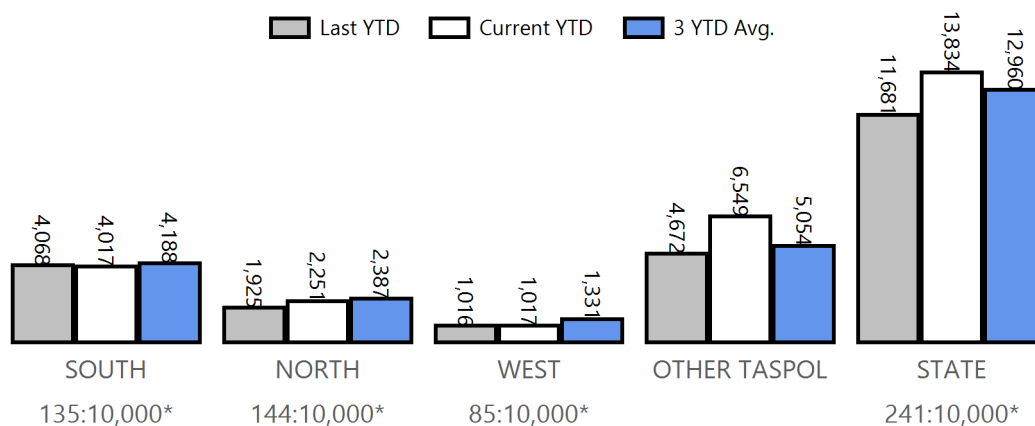 Last YTD Current YTD 3 YTD Avg.
4,068 4,017 4,188 1,925 2,251 2,387 1,016 1,017 1,331 4,672 6,549 5,054 11,681 13,834 12,960
SOUTH NORTH WEST OTHER TASPOL STATE
135:10,000* 144:10,000* 85:10,000* 241:10,000*